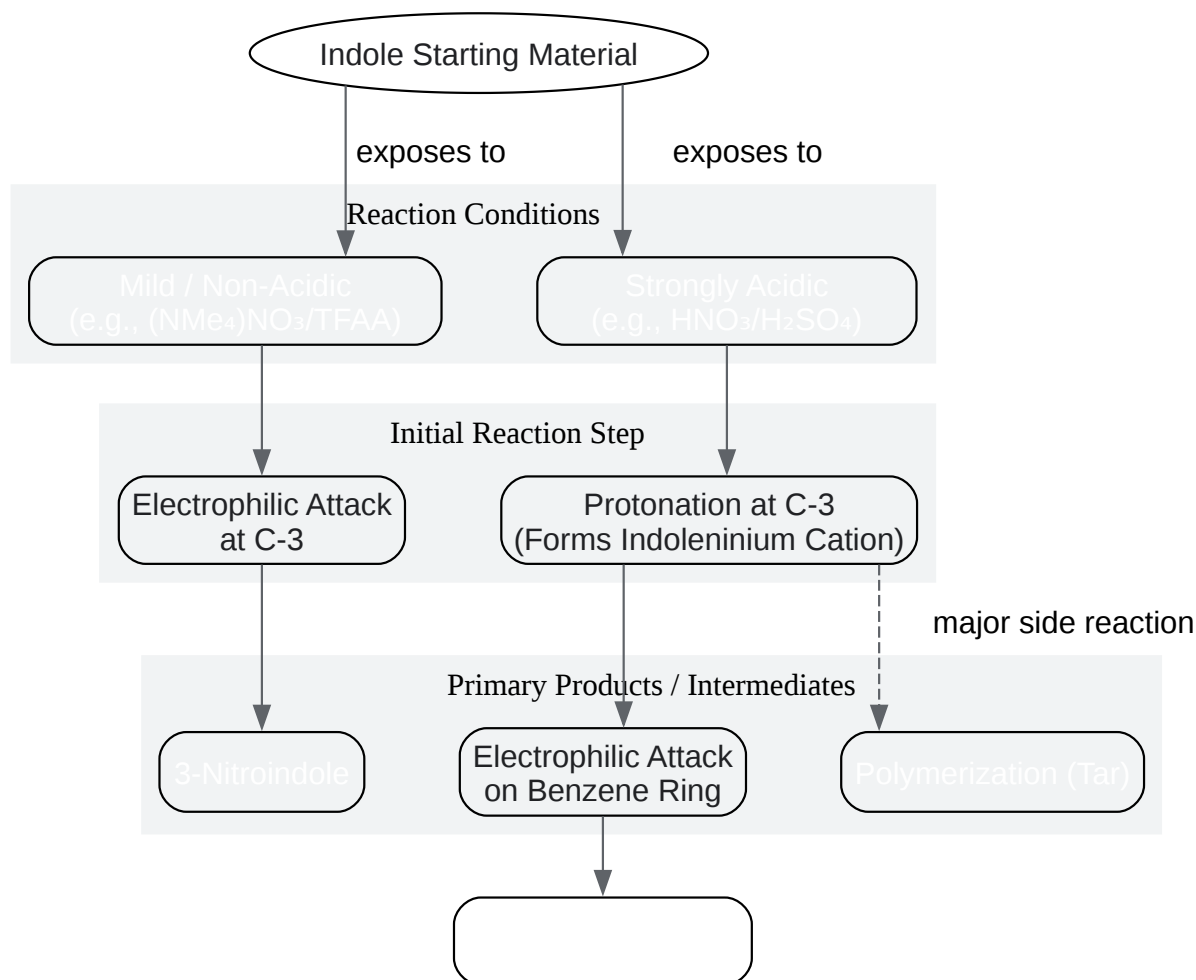 Indole Starting Material
exposes to
exposes to
Reaction Conditions
Mild / Non-Acidic
(e.g., (NMe₄)NO₃/TFAA)
Strongly Acidic
(e.g., HNO₃/H₂SO₄)
Initial Reaction Step
Electrophilic Attack
at C-3
Protonation at C-3
(Forms Indoleninium Cation)
major side reaction
Primary Products / Intermediates
3-Nitroindole
Electrophilic Attack
on Benzene Ring
Polymerization (Tar)